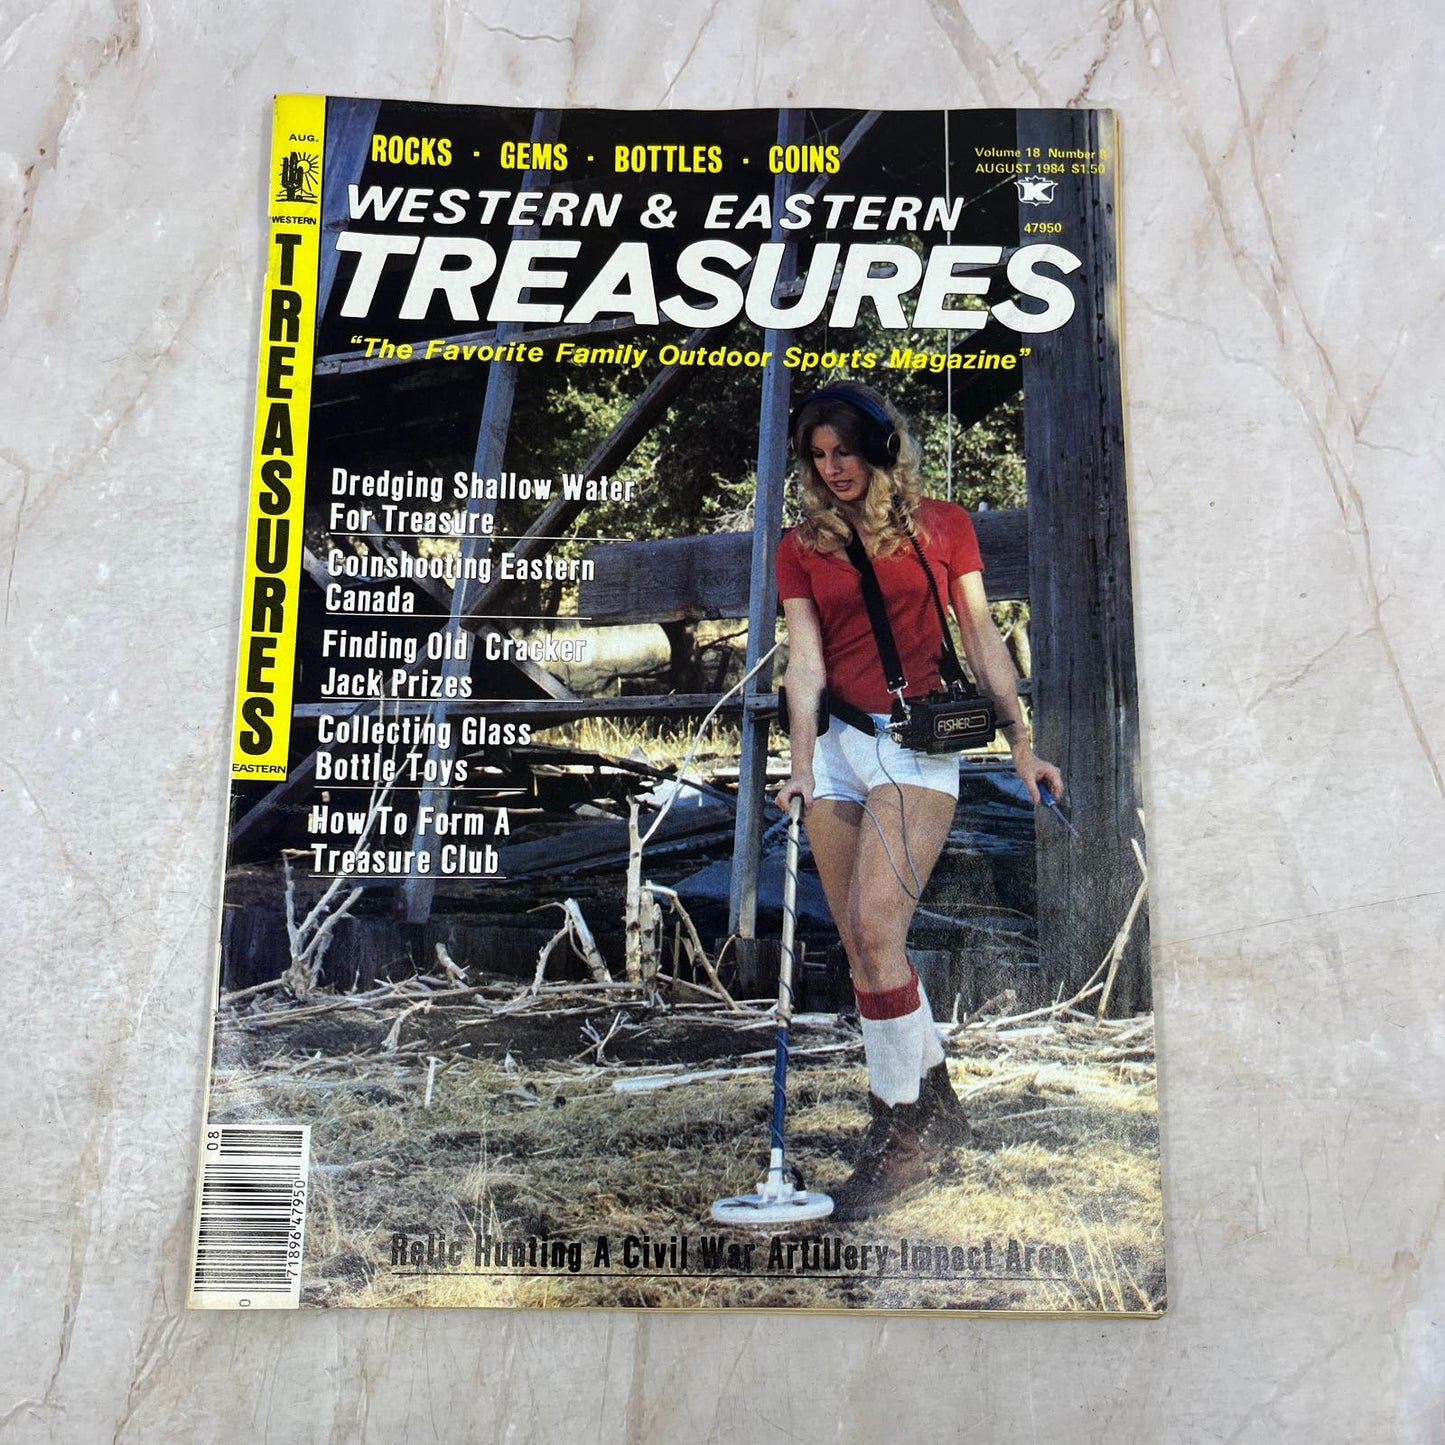 AUG.
WESTERN
TREASURES
EASTERN
ROCKS · GEMS · BOTTLES · COINS
Volume 18 Number 8
AUGUST 1984 $1.50
K
47950
WESTERN & EASTERN
TREASURES
“The Favorite Family Outdoor Sports Magazine”
Dredging Shallow Water
For Treasure
Coinshooting Eastern
Canada
Finding Old Cracker
Jack Prizes
Collecting Glass
Bottle Toys
How To Form A
Treasure Club
FISHER
Relic Hunting A Civil War Artillery Impact Area
08
0
71896 47950